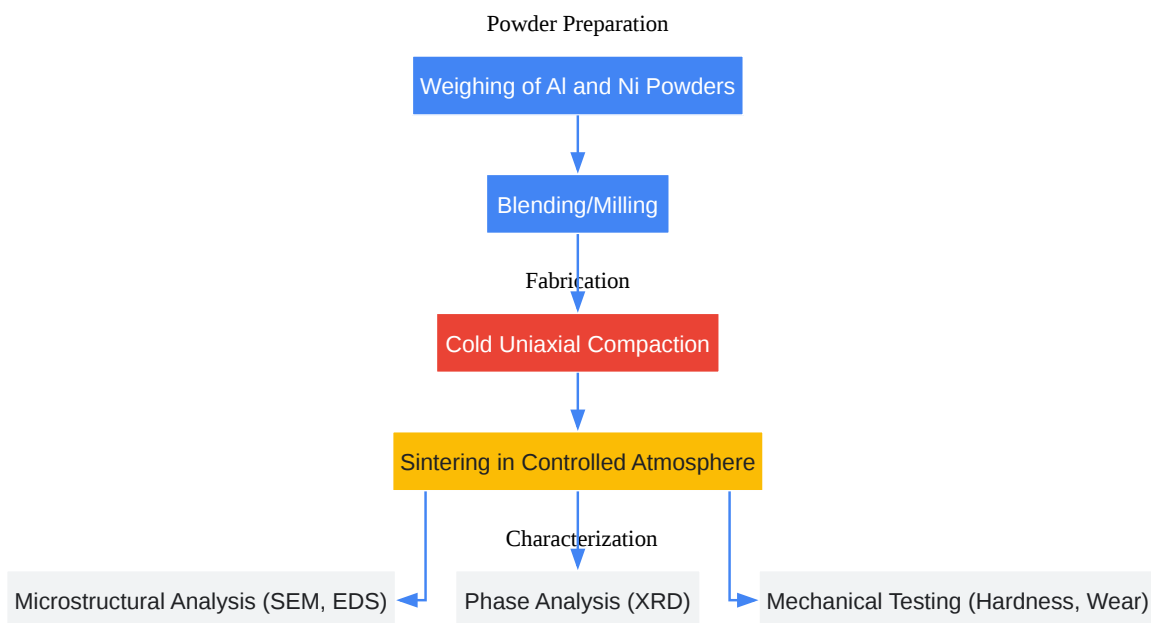 Powder Preparation
Weighing of Al and Ni Powders
Blending/Milling
Fabrication
Cold Uniaxial Compaction
Sintering in Controlled Atmosphere
Characterization
Microstructural Analysis (SEM, EDS)
Phase Analysis (XRD)
Mechanical Testing (Hardness, Wear)